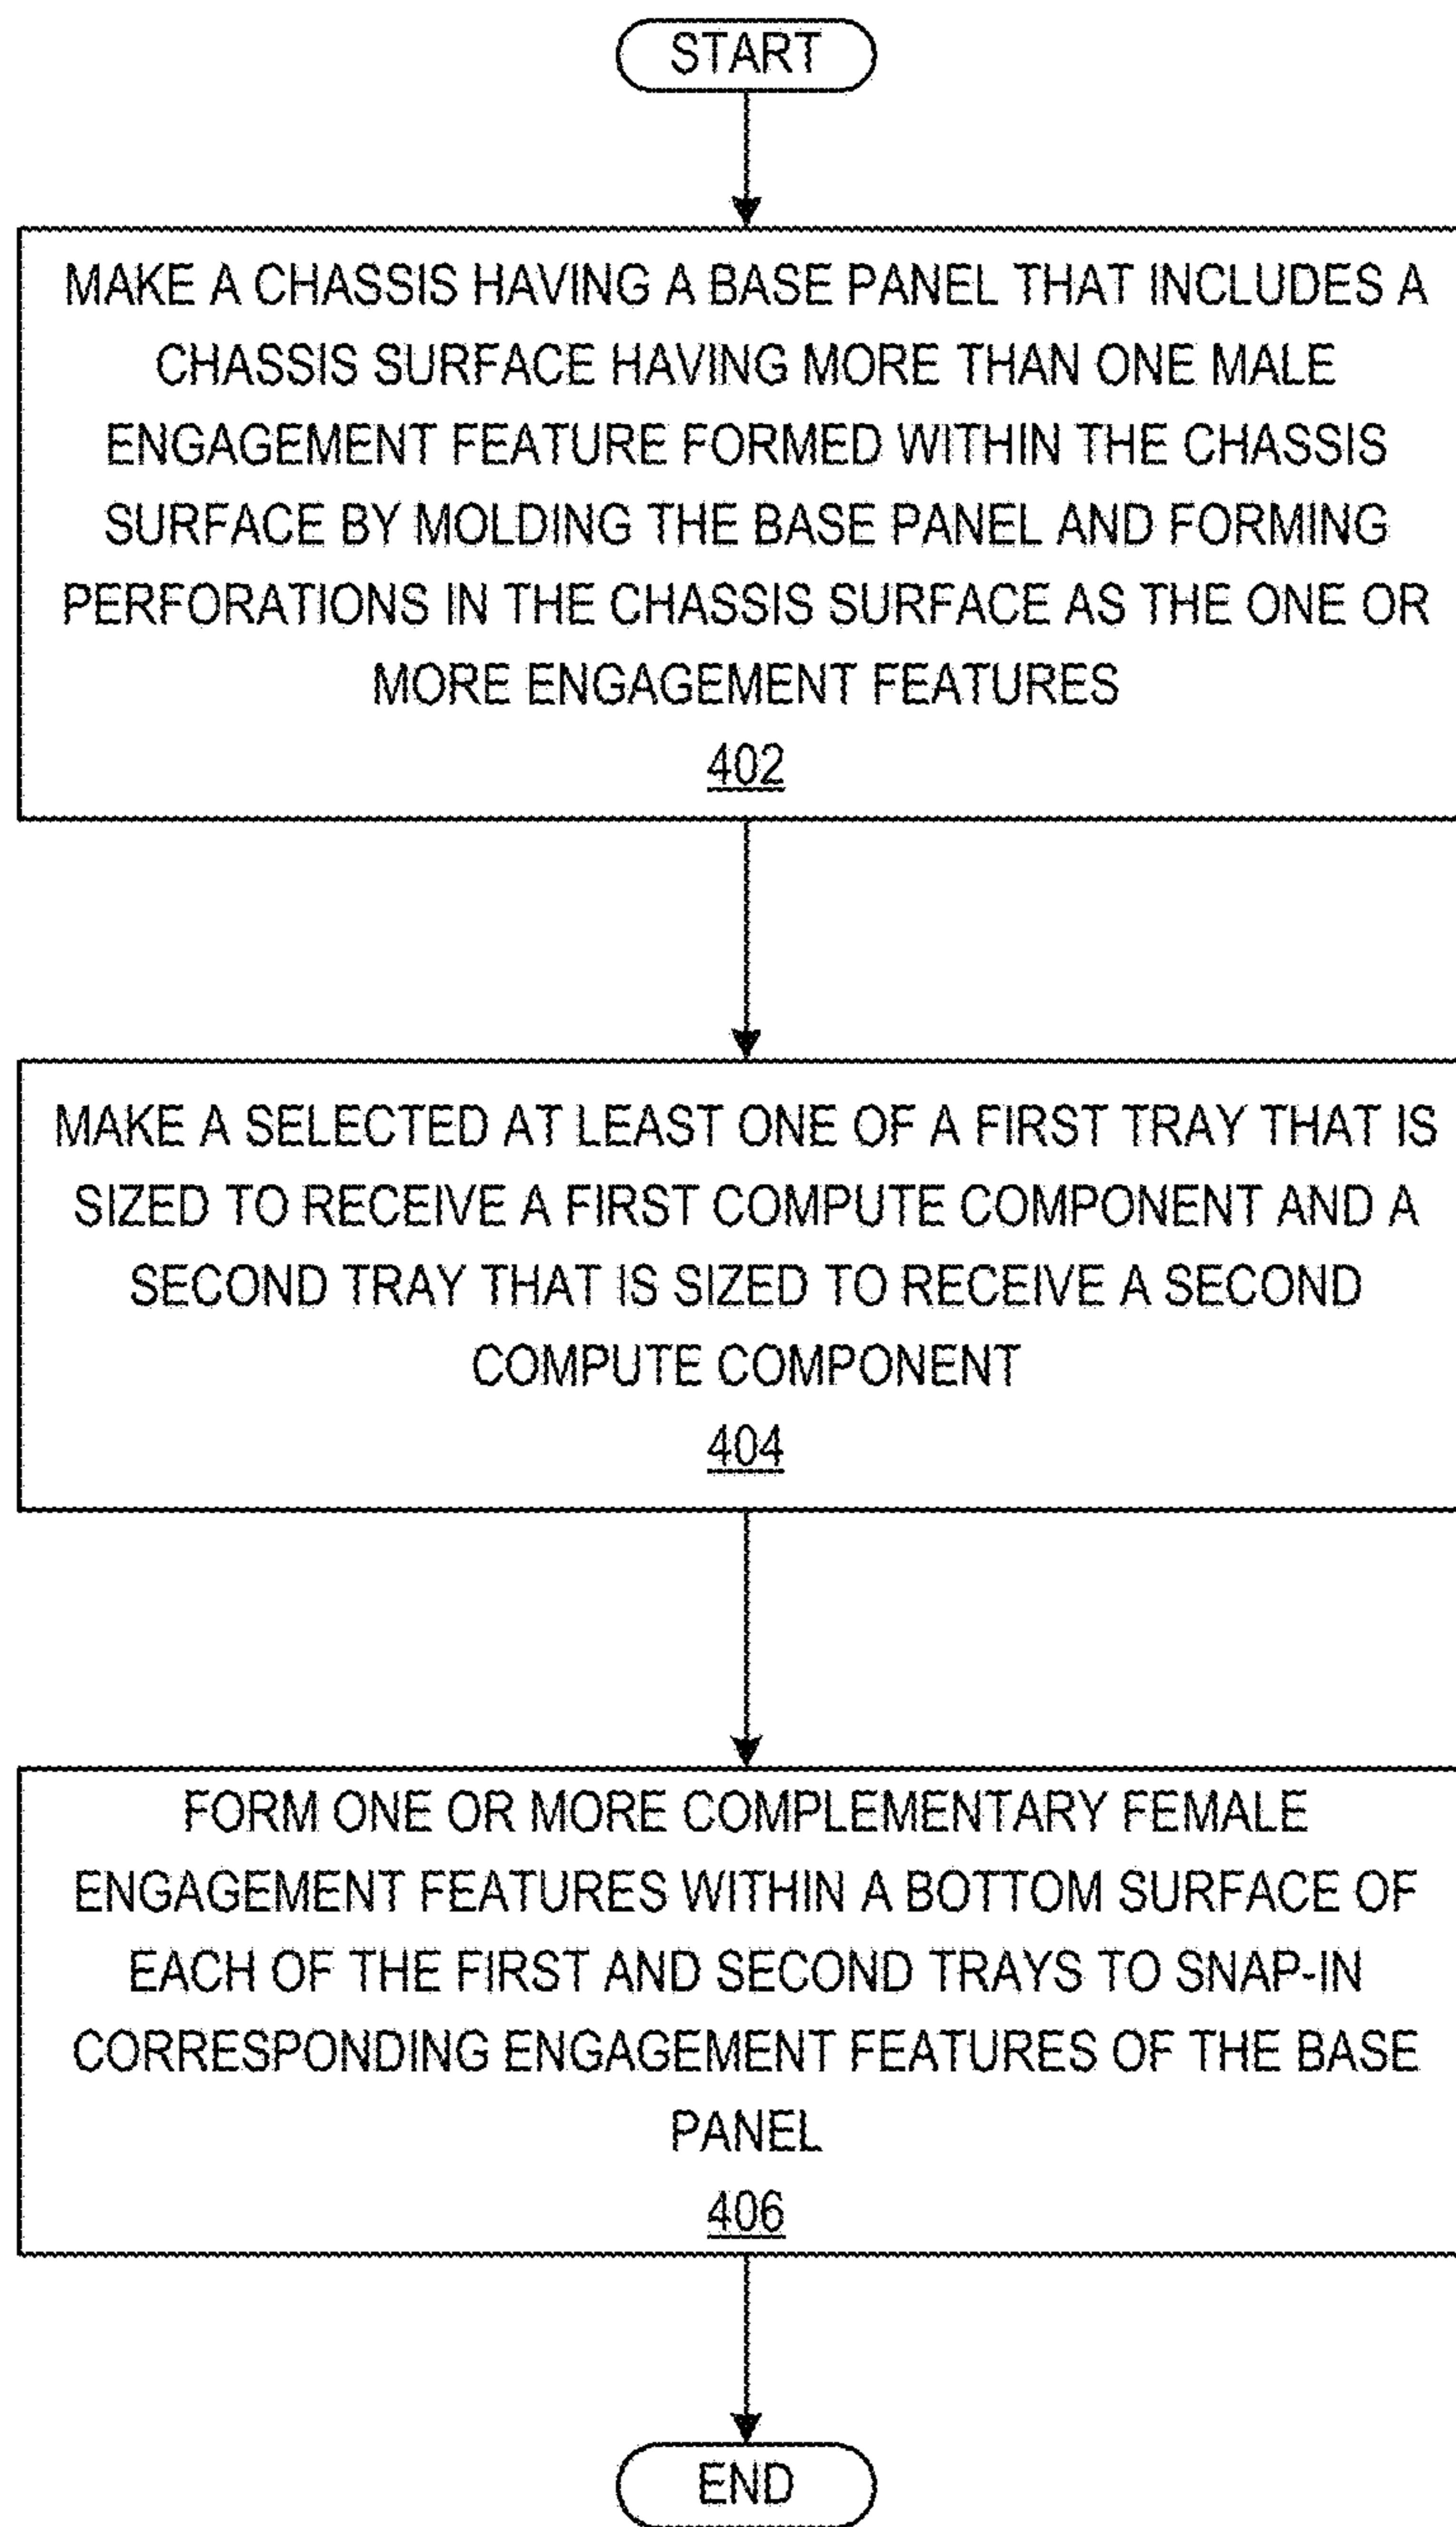 START
MAKE A CHASSIS HAVING A BASE PANEL THAT INCLUDES A
CHASSIS SURFACE HAVING MORE THAN ONE MALE
ENGAGEMENT FEATURE FORMED WITHIN THE CHASSIS
SURFACE BY MOLDING THE BASE PANEL AND FORMING
PERFORATIONS IN THE CHASSIS SURFACE AS THE ONE OR
MORE ENGAGEMENT FEATURES
402
MAKE A SELECTED AT LEAST ONE OF A FIRST TRAY THAT IS
SIZED TO RECEIVE A FIRST COMPUTE COMPONENT AND A
SECOND TRAY THAT IS SIZED TO RECEIVE A SECOND
COMPUTE COMPONENT
404
FORM ONE OR MORE COMPLEMENTARY FEMALE
ENGAGEMENT FEATURES WITHIN A BOTTOM SURFACE OF
EACH OF THE FIRST AND SECOND TRAYS TO SNAP-IN
CORRESPONDING ENGAGEMENT FEATURES OF THE BASE
PANEL
406
END